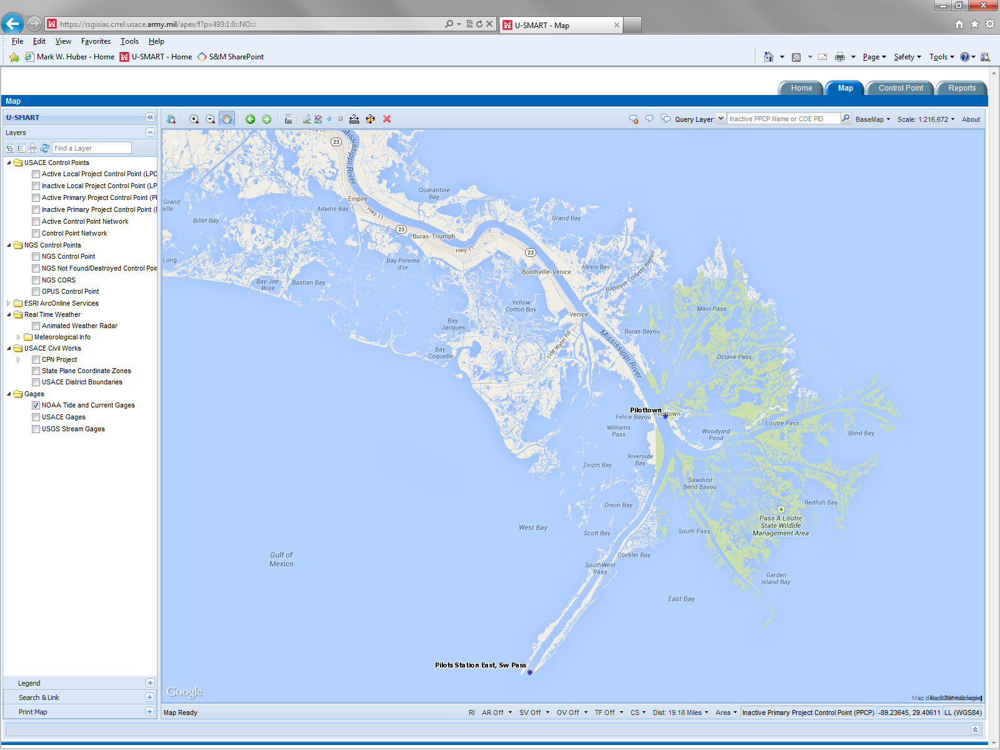 https://rsgisias.crrel.usace.army.mil/apex/f?p=493:1:0::NO:::
U-SMART - Map
File Edit View Favorites Tools Help
Mark W. Huber - Home U-SMART - Home S&M SharePoint
Page Safety Tools
Home Map Control Point Reports
Map
U-SMART
Query Layer: Inactive PPCP Name or COE PID BaseMap Scale: 1:216,672 About
Layers
Find a Layer
USACE Control Points
Active Local Project Control Point (LPC
Inactive Local Project Control Point (LP
Active Primary Project Control Point (P
Inactive Primary Project Control Point (
Active Control Point Network
Control Point Network
NGS Control Points
NGS Control Point
NGS Not Found/Destroyed Control Poin
NGS CORS
OPUS Control Point
ESRI ArcOnline Services
Real Time Weather
Animated Weather Radar
Meteorological Info
USACE Civil Works
CPN Project
State Plane Coordinate Zones
USACE District Boundaries
Gages
NOAA Tide and Current Gages
USACE Gages
USGS Stream Gages
Legend
Search & Link
Print Map
Hwy 11
23
Mississippi River
Quarantine
Bay
Grand
aille
Empire
Adams Bay
Hwy 11
Billet Bay
Grand Bay
23
Buras-Triumph
Hwy 11
23
Long
Bay Pomme
d'or
Boothville-Venice
Alexis Bay
Baptiste Collette Bayou
Bay Joe
Wise
Bastian Bay
Yellow
Cotton Bay
Main Pass
Venice
Bay
Jacques
Buras Bayou
Mississippi River
Tide Water Rd
Bay
Coquette
Octave Pass
Pilottown
Pilottown
Felice Bayou
Williams
Pass
Loutre Pass
Woodyard
Pond
Blind Bay
Riverside
Bay
Zinzin Bay
Sawdust
Bend Bayou
Dixon Bay
Redfish Bay
Pass A Loutre
State Wildlife
Management Area
West Bay
Scott Bay
South Pass
Gulf of
Mexico
Cockler Bay
SouthWest
Pass
Garden
Island Bay
East Bay
Pilots Station East, Sw Pass
Google
Map Ready RI AR Off SV Off OV Off TF Off CS Dist: 19.18 Miles Area Inactive Primary Project Control Point (PPCP) -89.23645, 29.40611 LL (WGS84)